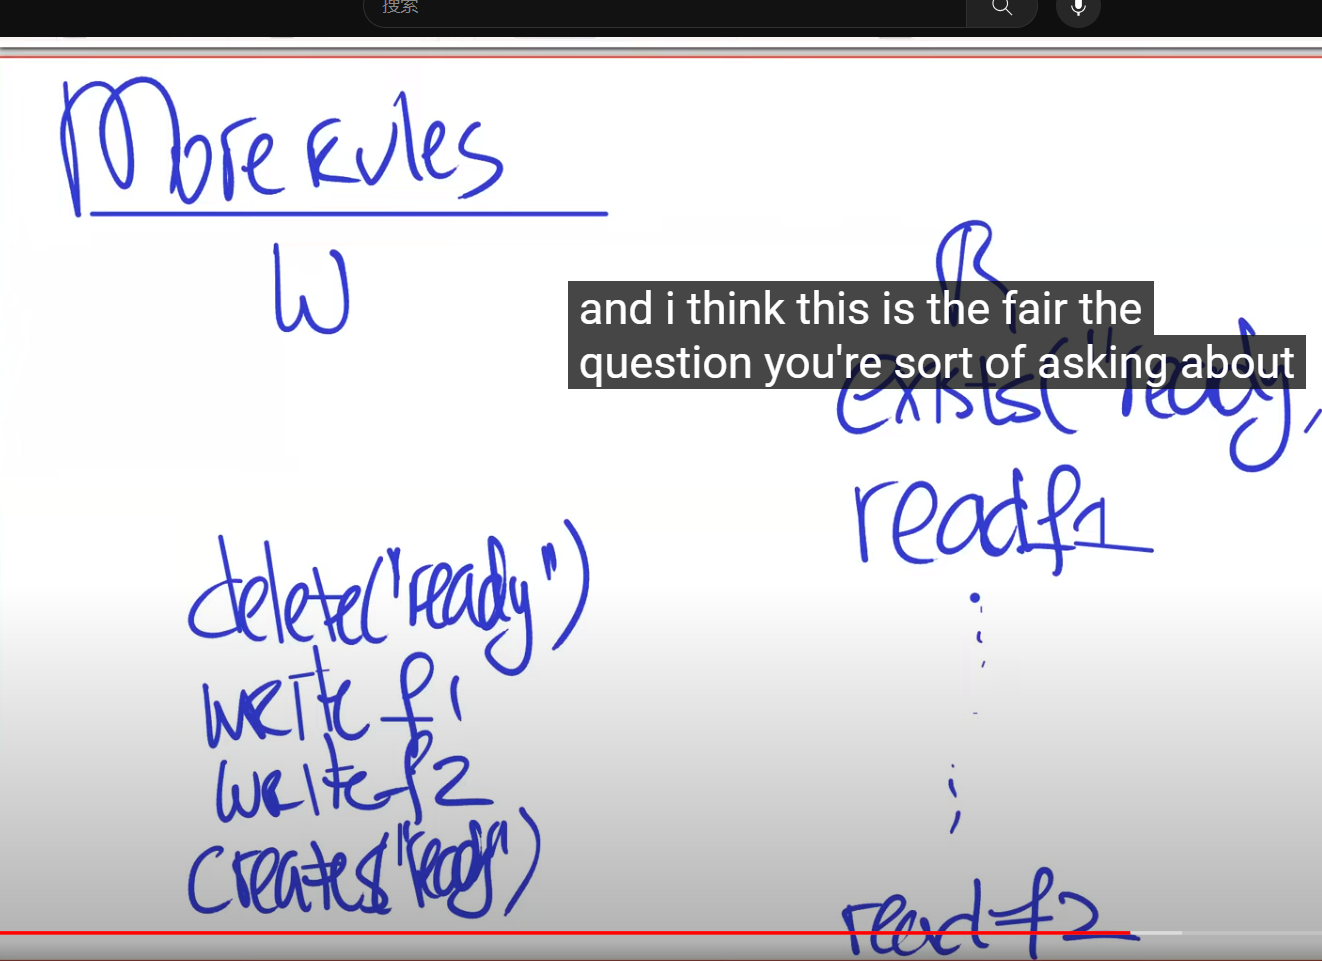 搜索
More Rules
W
R
and i think this is the fair the
question you're sort of asking about
exists("ready,
read f1
delete("ready")
write f1
write f2
creates("ready")
read f2